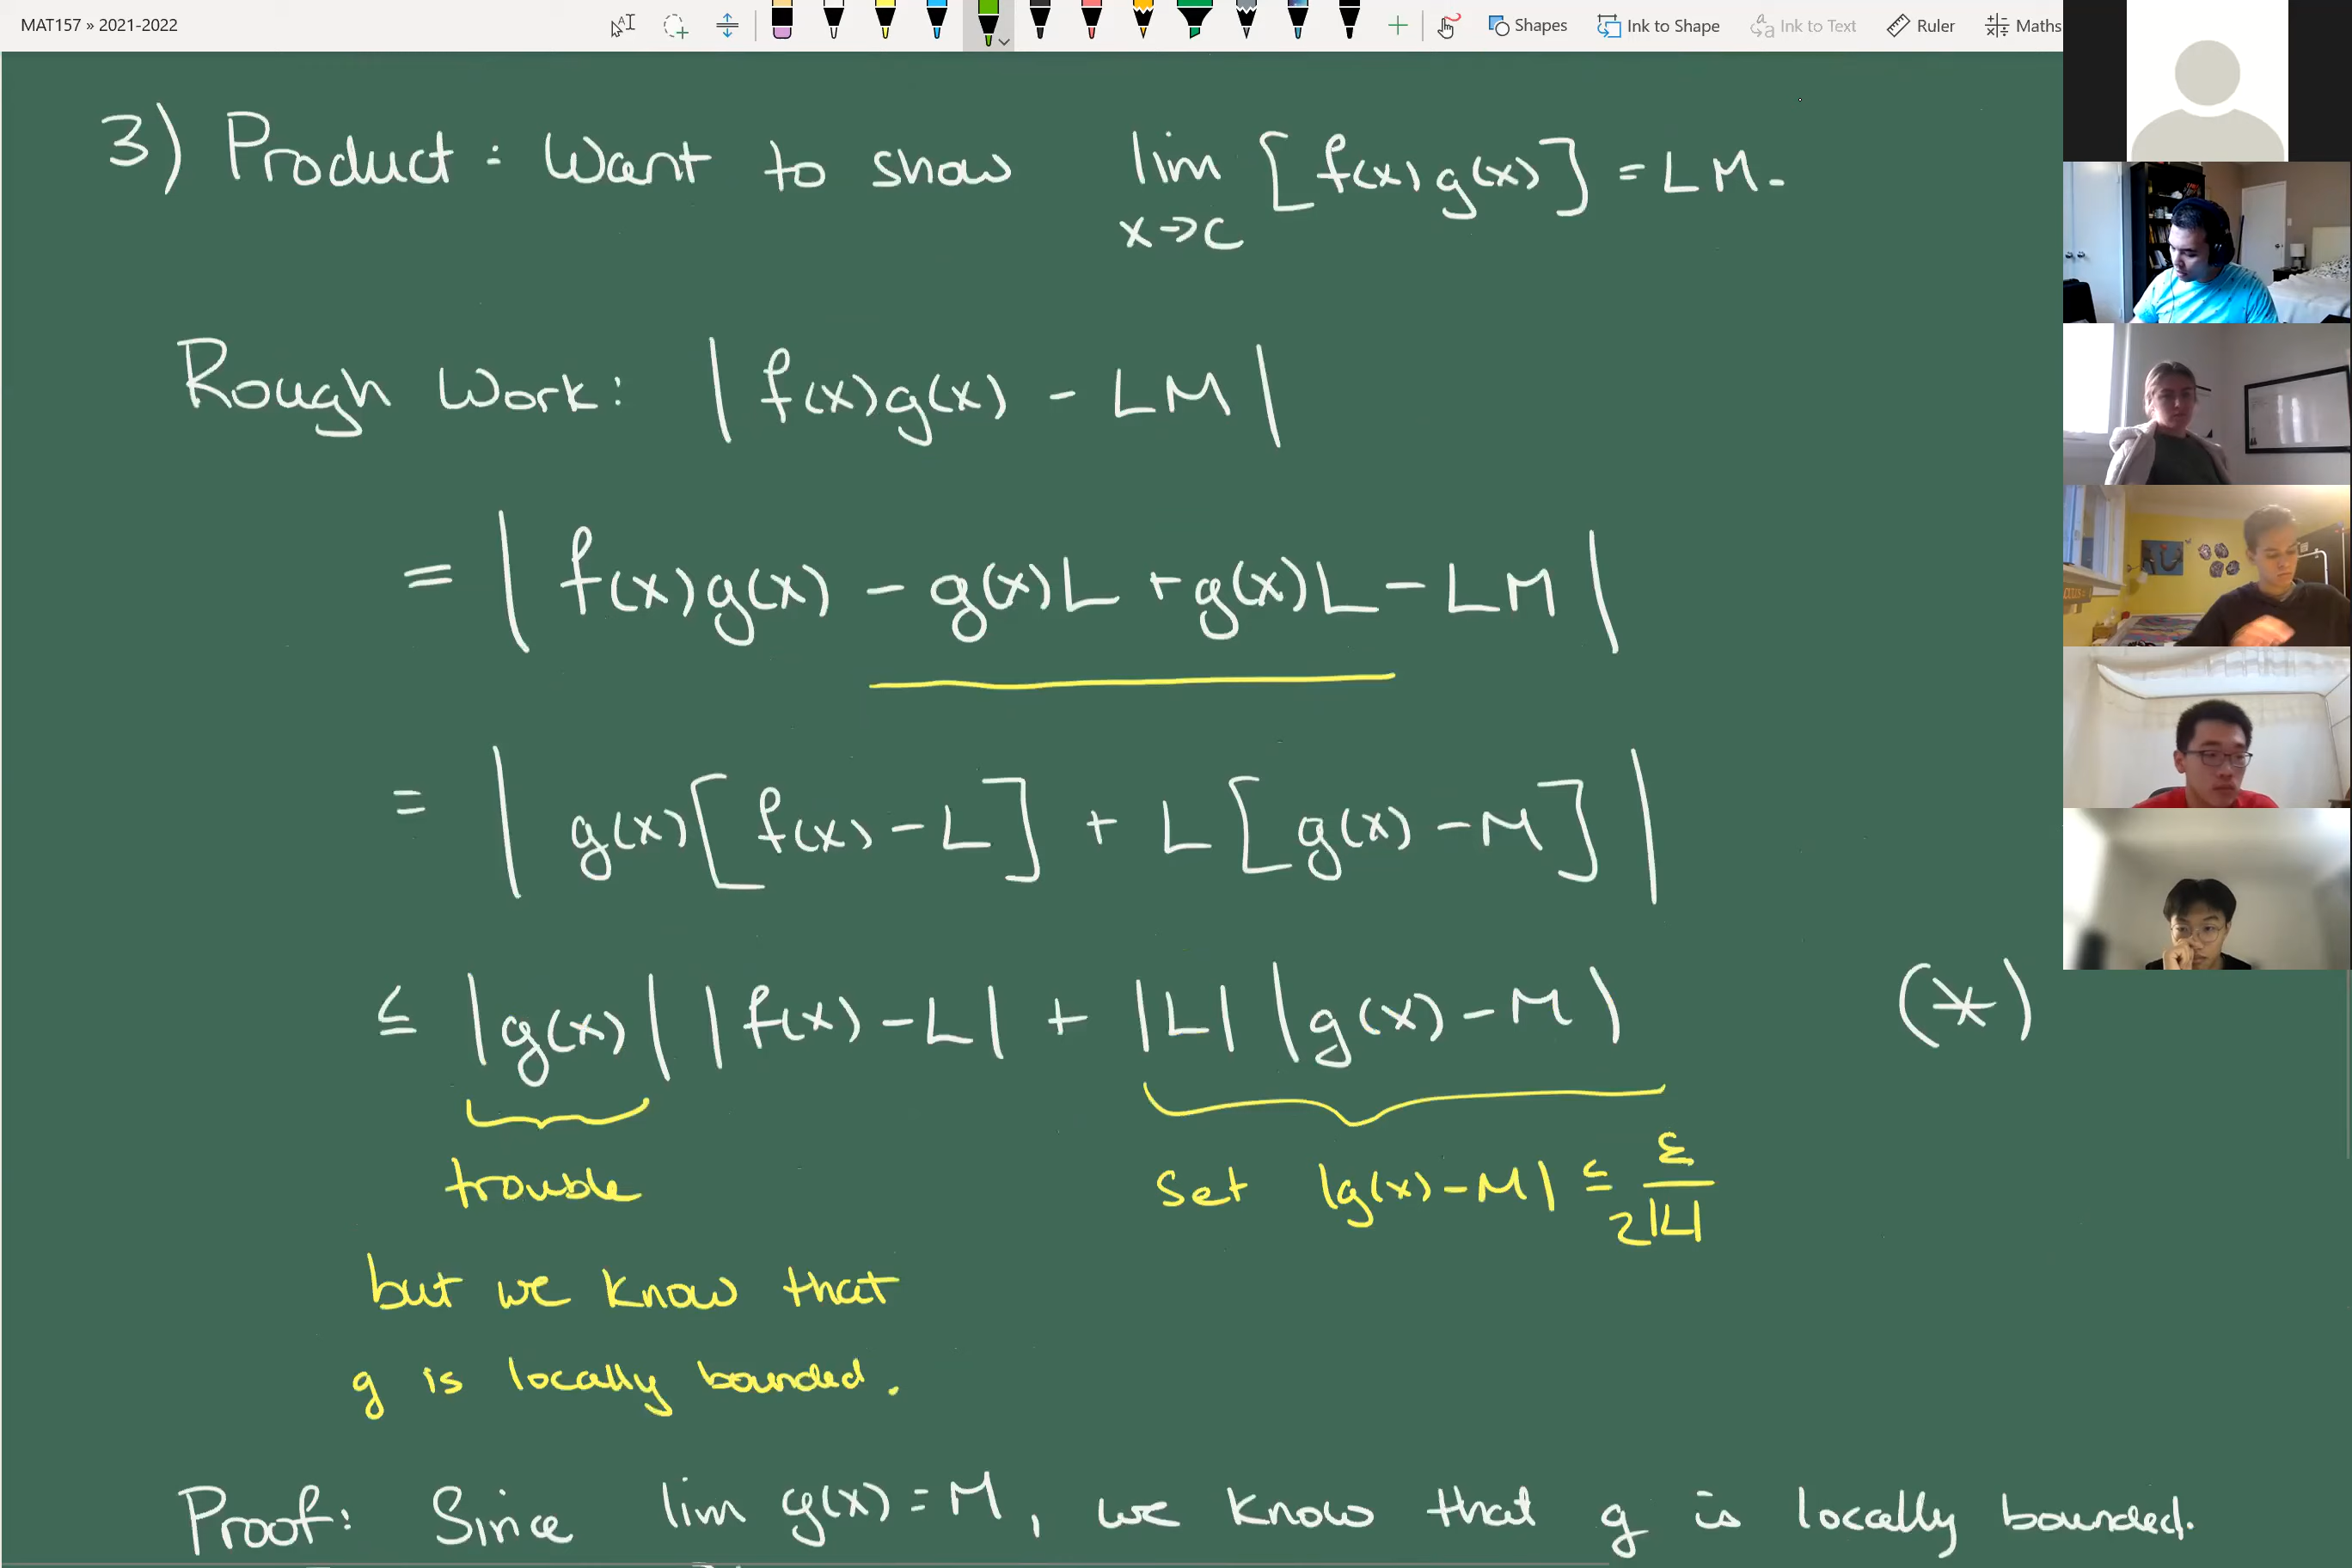 MAT157 » 2021-2022
Shapes
Ink to Shape
Ink to Text
Ruler
Maths
3) Product: Want to show lim [f(x) g(x)] = LM.
x→c
Rough Work: | f(x)g(x) - LM |
= | f(x)g(x) - g(x)L + g(x)L - LM |
= | g(x)[f(x) - L] + L[g(x) - M] |
≤ |g(x)| |f(x) - L| + |L| |g(x) - M| (*)
trouble
set |g(x) - M| ≤ ε/2|L|
but we know that
g is locally bounded.
Proof: Since lim g(x) = M, we know that g is locally bounded.